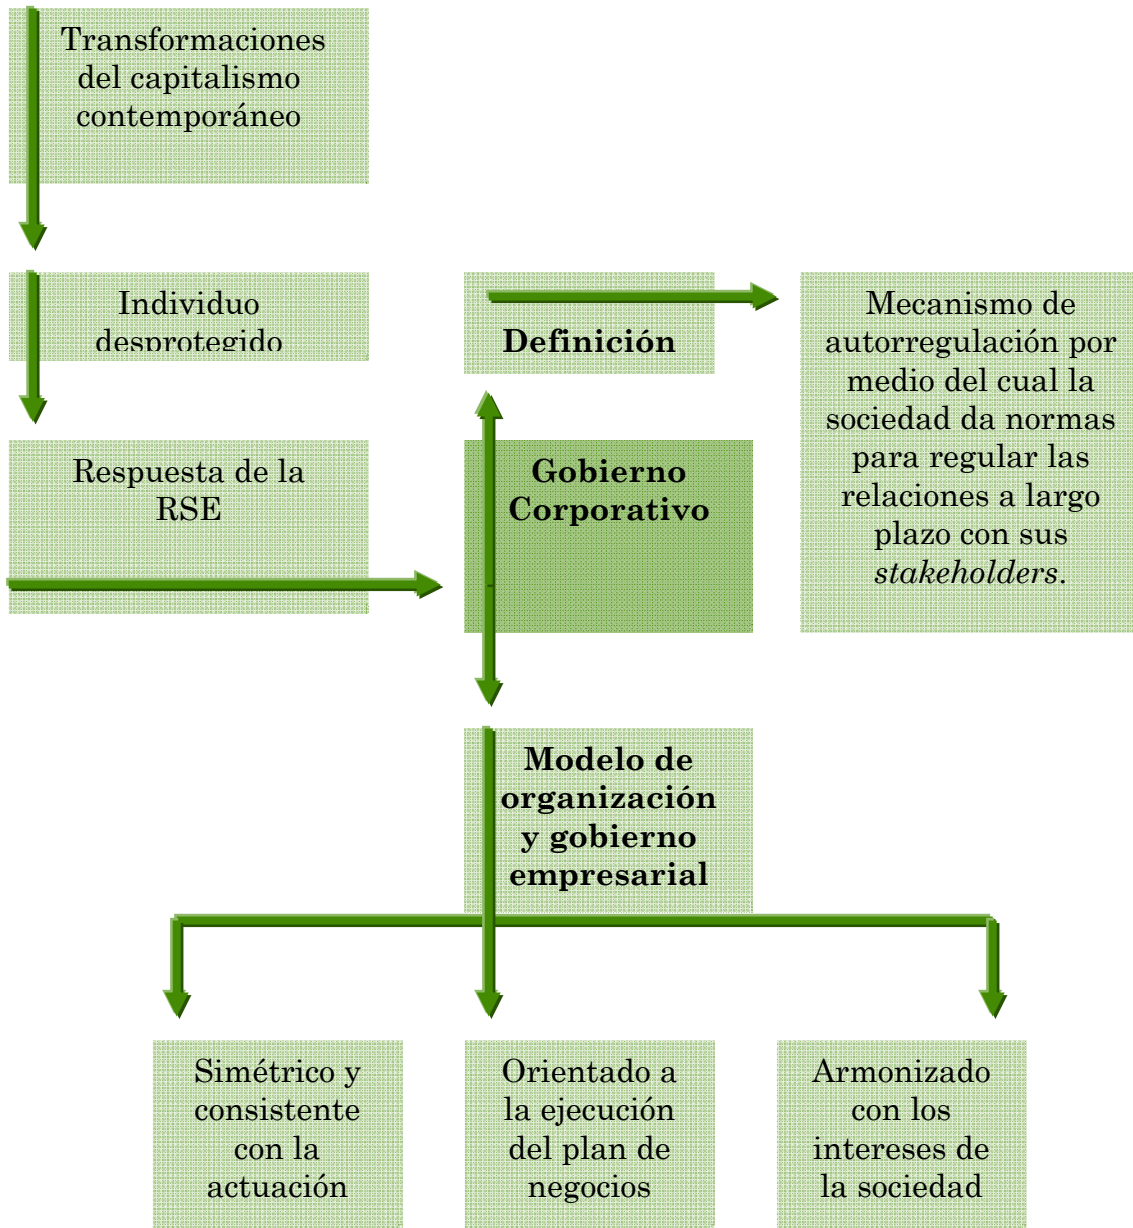 Transformaciones
del capitalismo
contemporáneo
Individuo
desprotegido
Respuesta de la
RSE
Definición
Gobierno
Corporativo
Mecanismo de
autorregulación por
medio del cual la
sociedad da normas
para regular las
relaciones a largo
plazo con sus
stakeholders.
Modelo de
organización
y gobierno
empresarial
Simétrico y
consistente
con la
actuación
Orientado a
la ejecución
del plan de
negocios
Armonizado
con los
intereses de
la sociedad